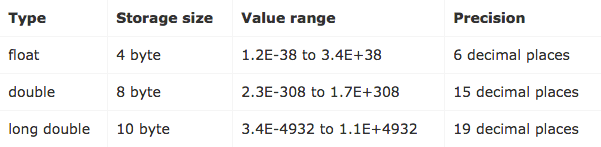 Type Storage size Value range Precision
float 4 byte 1.2E-38 to 3.4E+38 6 decimal places
double 8 byte 2.3E-308 to 1.7E+308 15 decimal places
long double 10 byte 3.4E-4932 to 1.1E+4932 19 decimal places